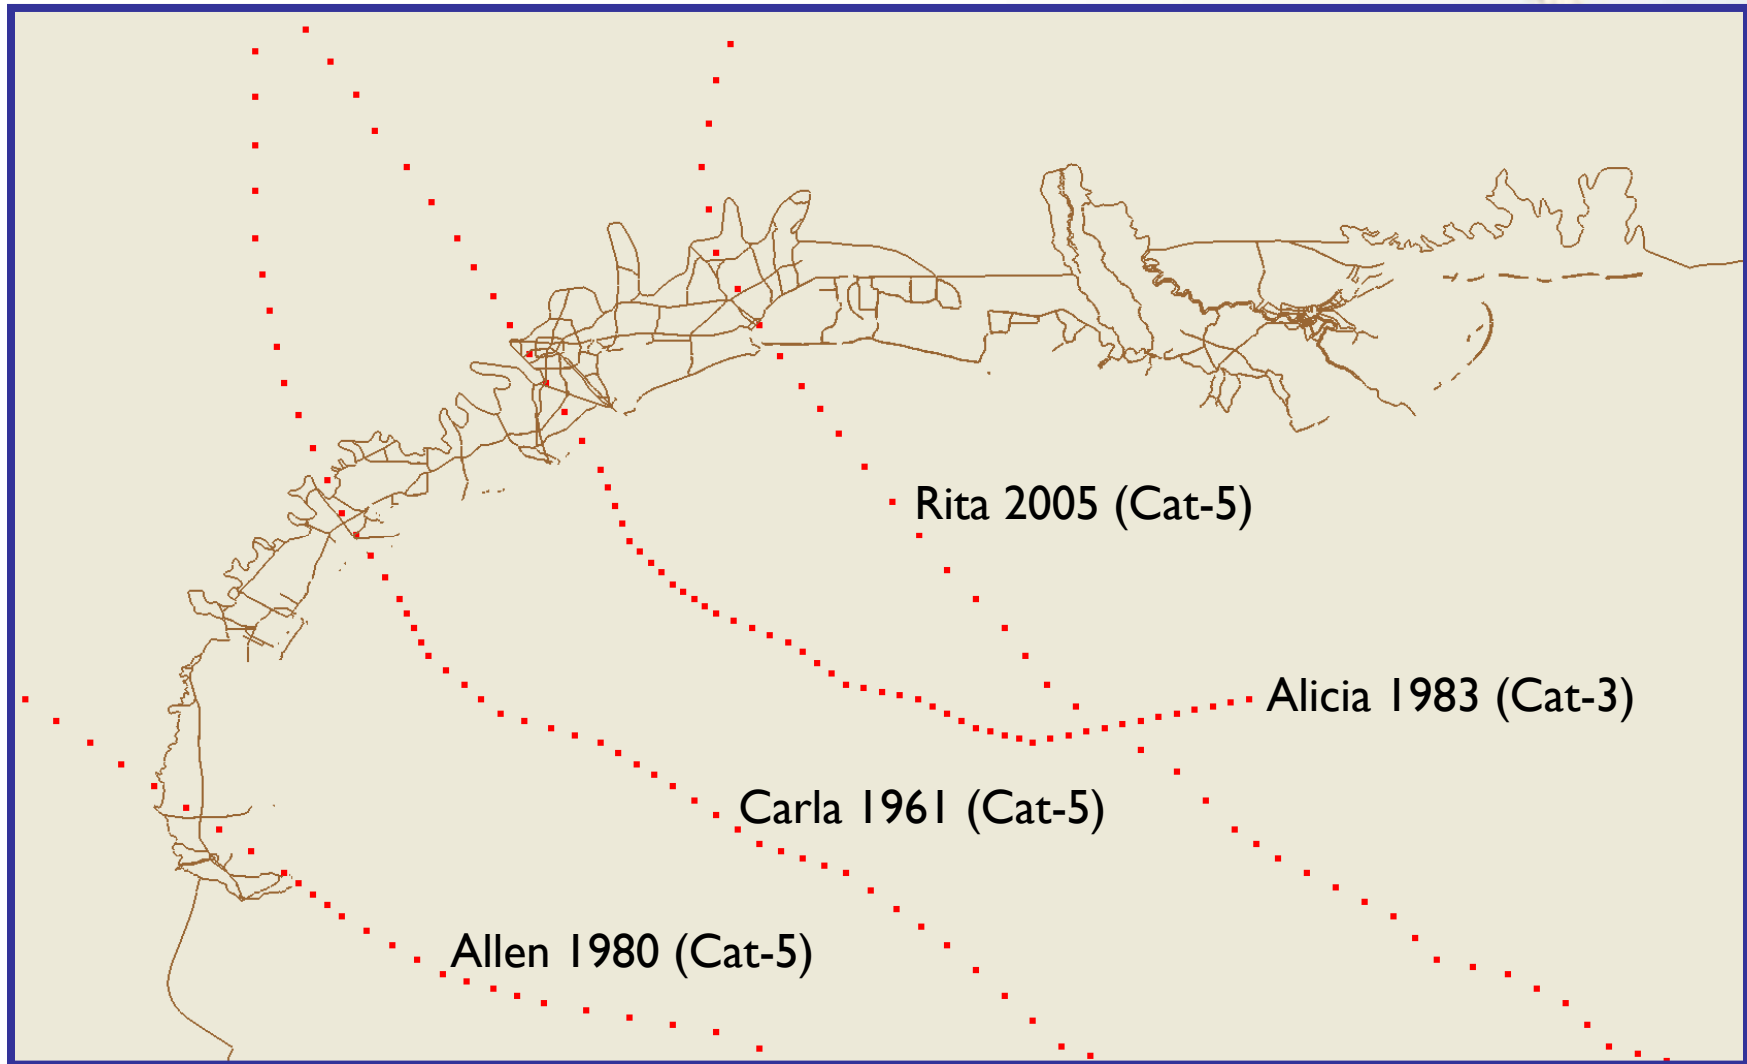 Rita 2005 (Cat-5)
Alicia 1983 (Cat-3)
Carla 1961 (Cat-5)
Allen 1980 (Cat-5)